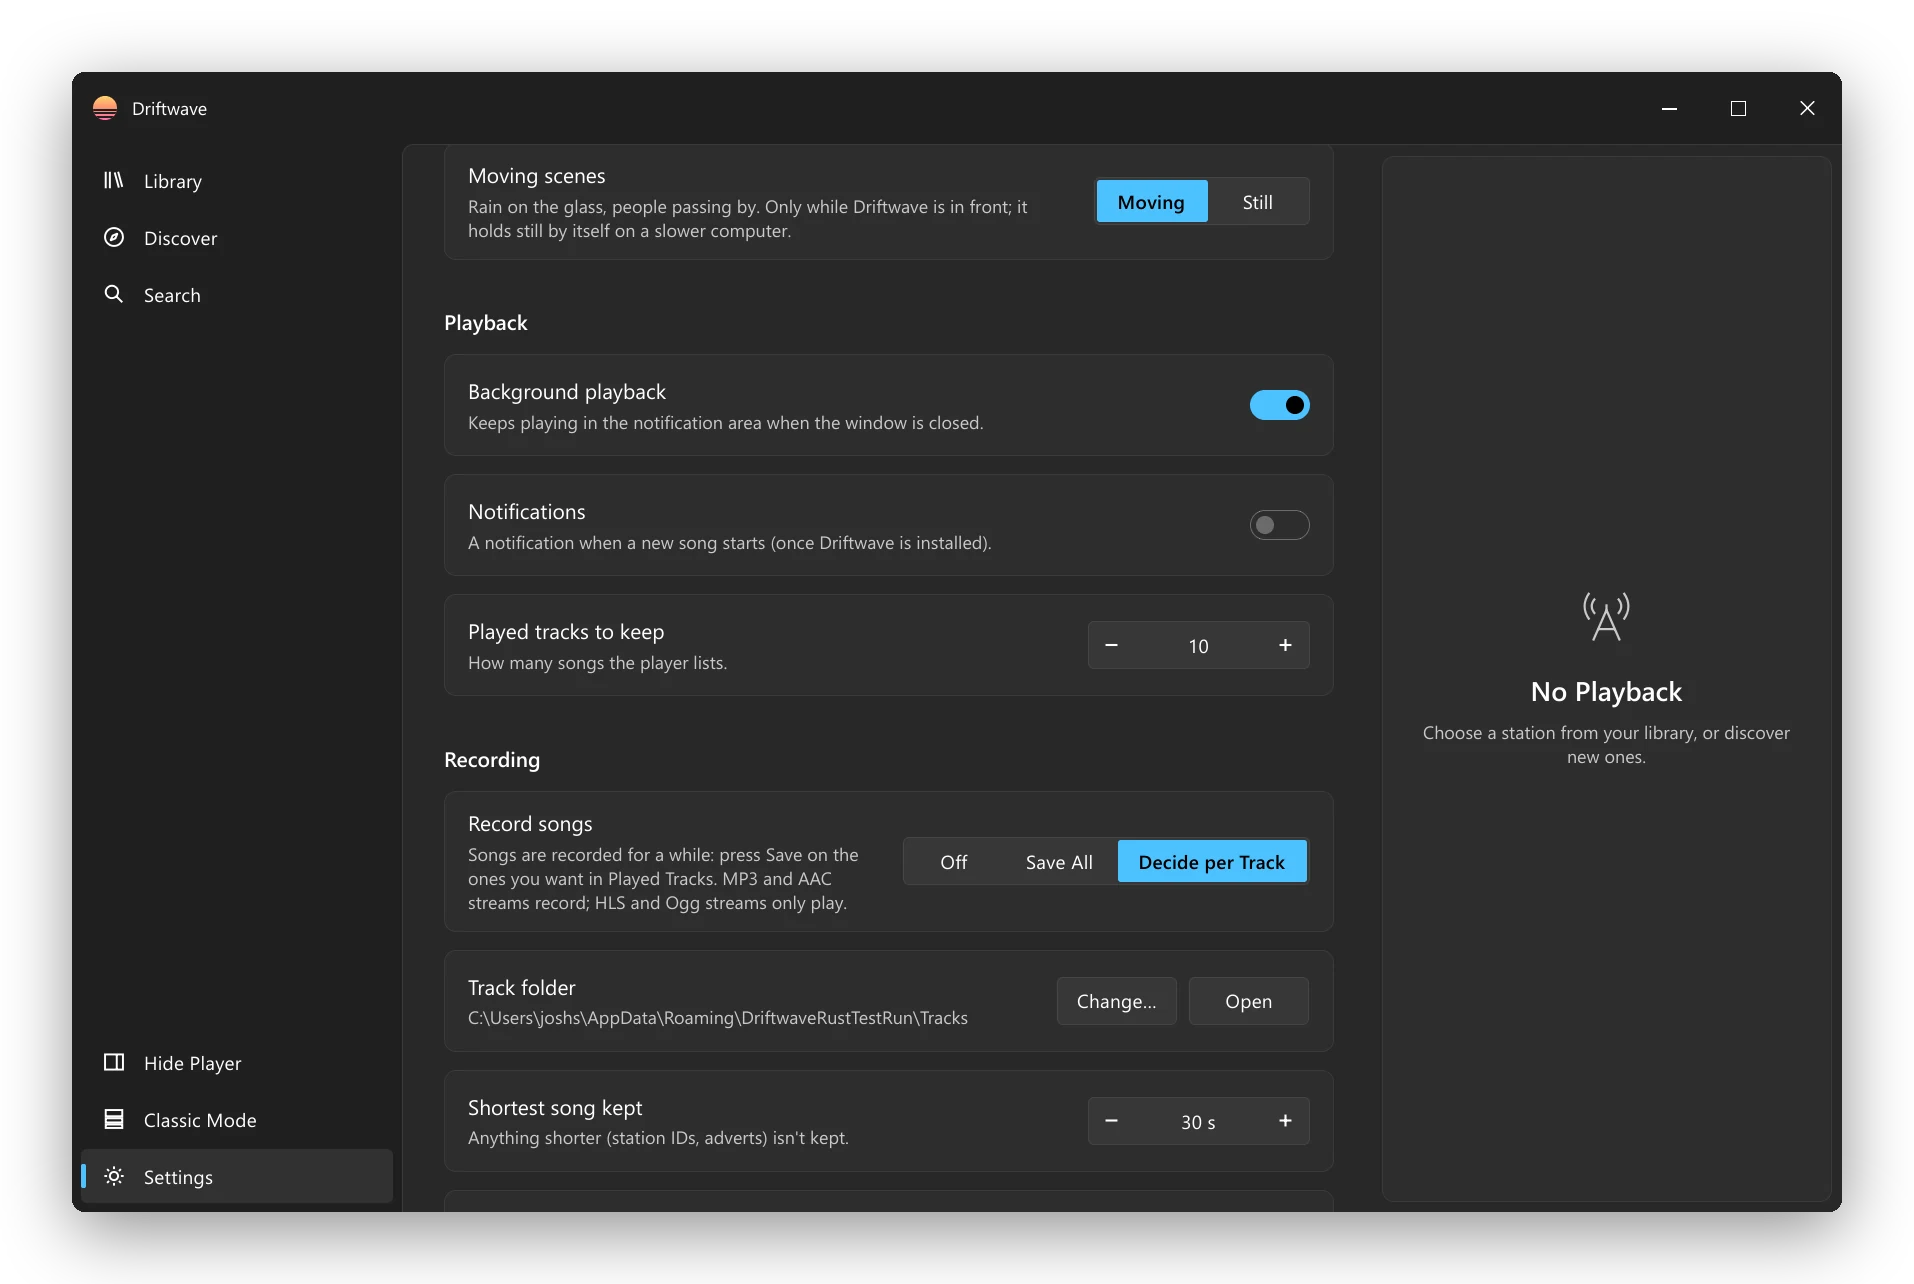 Driftwave
Library
Discover
Search
Hide Player
Classic Mode
Settings
Moving scenes
Rain on the glass, people passing by. Only while Driftwave is in front; it
holds still by itself on a slower computer.
Moving
Still
Playback
Background playback
Keeps playing in the notification area when the window is closed.
Notifications
A notification when a new song starts (once Driftwave is installed).
Played tracks to keep
How many songs the player lists.
− 10 +
Recording
Record songs
Songs are recorded for a while: press Save on the
ones you want in Played Tracks. MP3 and AAC
streams record; HLS and Ogg streams only play.
Off
Save All
Decide per Track
Track folder
C:\Users\joshs\AppData\Roaming\DriftwaveRustTestRun\Tracks
Change...
Open
Shortest song kept
Anything shorter (station IDs, adverts) isn't kept.
− 30 s +
No Playback
Choose a station from your library, or discover
new ones.